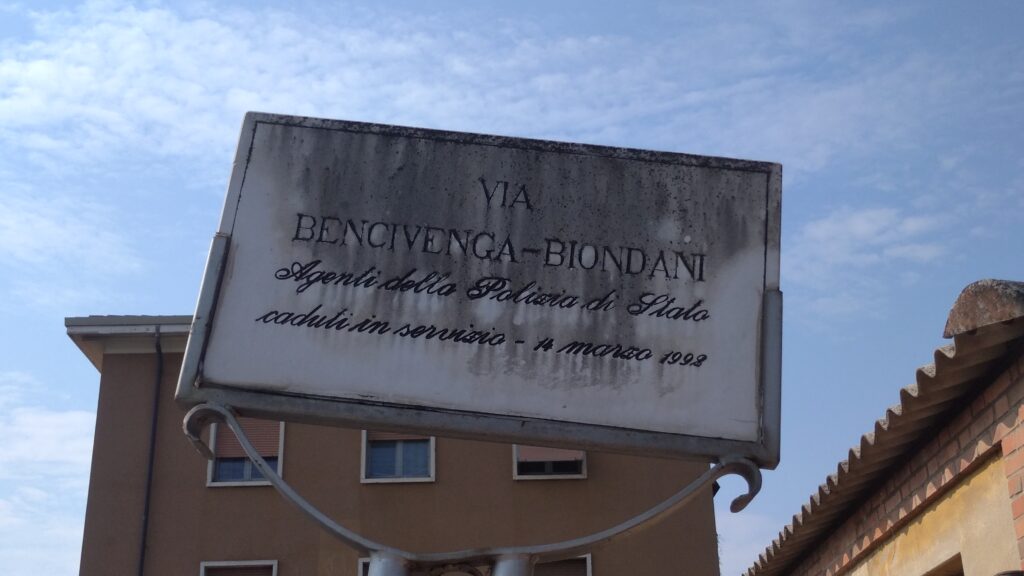 VIA
BENCIVENGA-BIONDANI
Agenti della Polizia di Stato
caduti in servizio - 14 marzo 1992